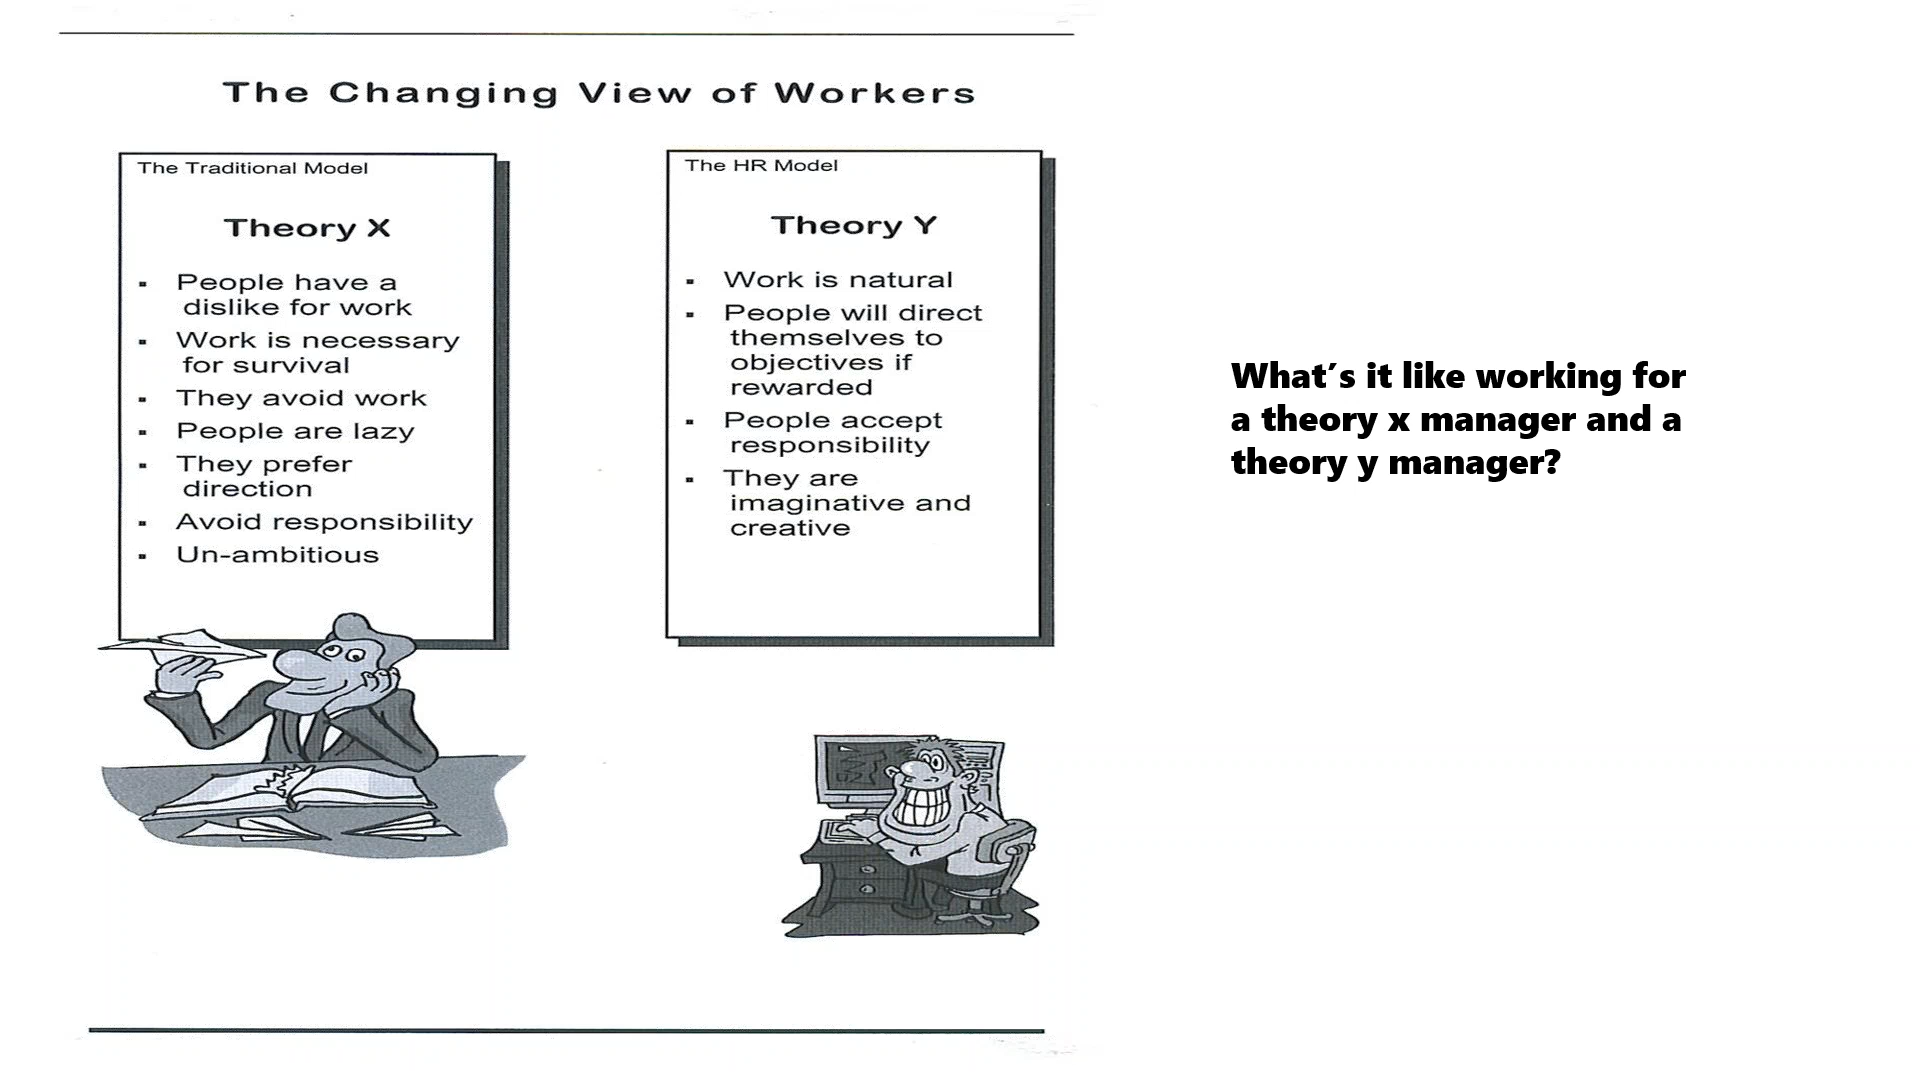 The Changing View of Workers
The Traditional Model
Theory X
▪ People have a
dislike for work
▪ Work is necessary
for survival
▪ They avoid work
▪ People are lazy
▪ They prefer
direction
▪ Avoid responsibility
▪ Un-ambitious
The HR Model
Theory Y
▪ Work is natural
▪ People will direct
themselves to
objectives if
rewarded
▪ People accept
responsibility
▪ They are
imaginative and
creative
What's it like working for
a theory x manager and a
theory y manager?